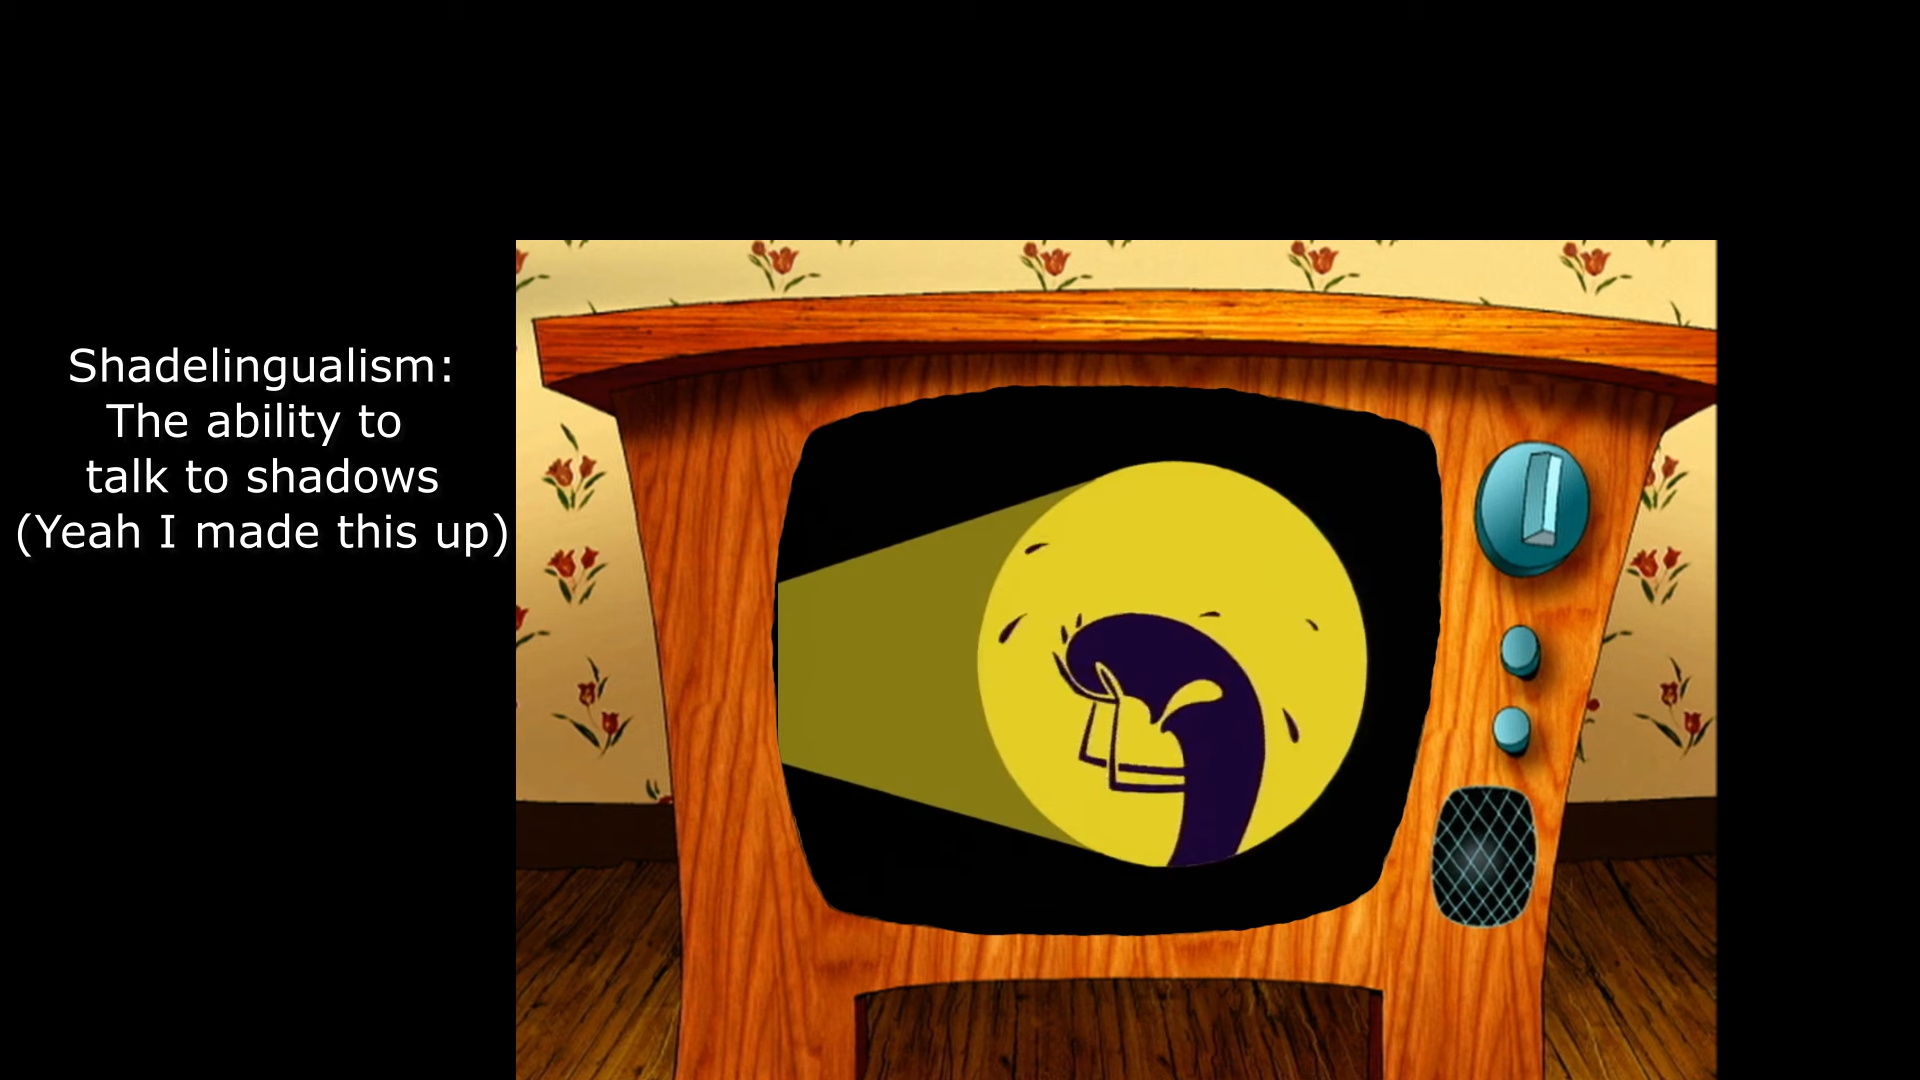 Shadelingualism:
The ability to
talk to shadows
(Yeah I made this up)